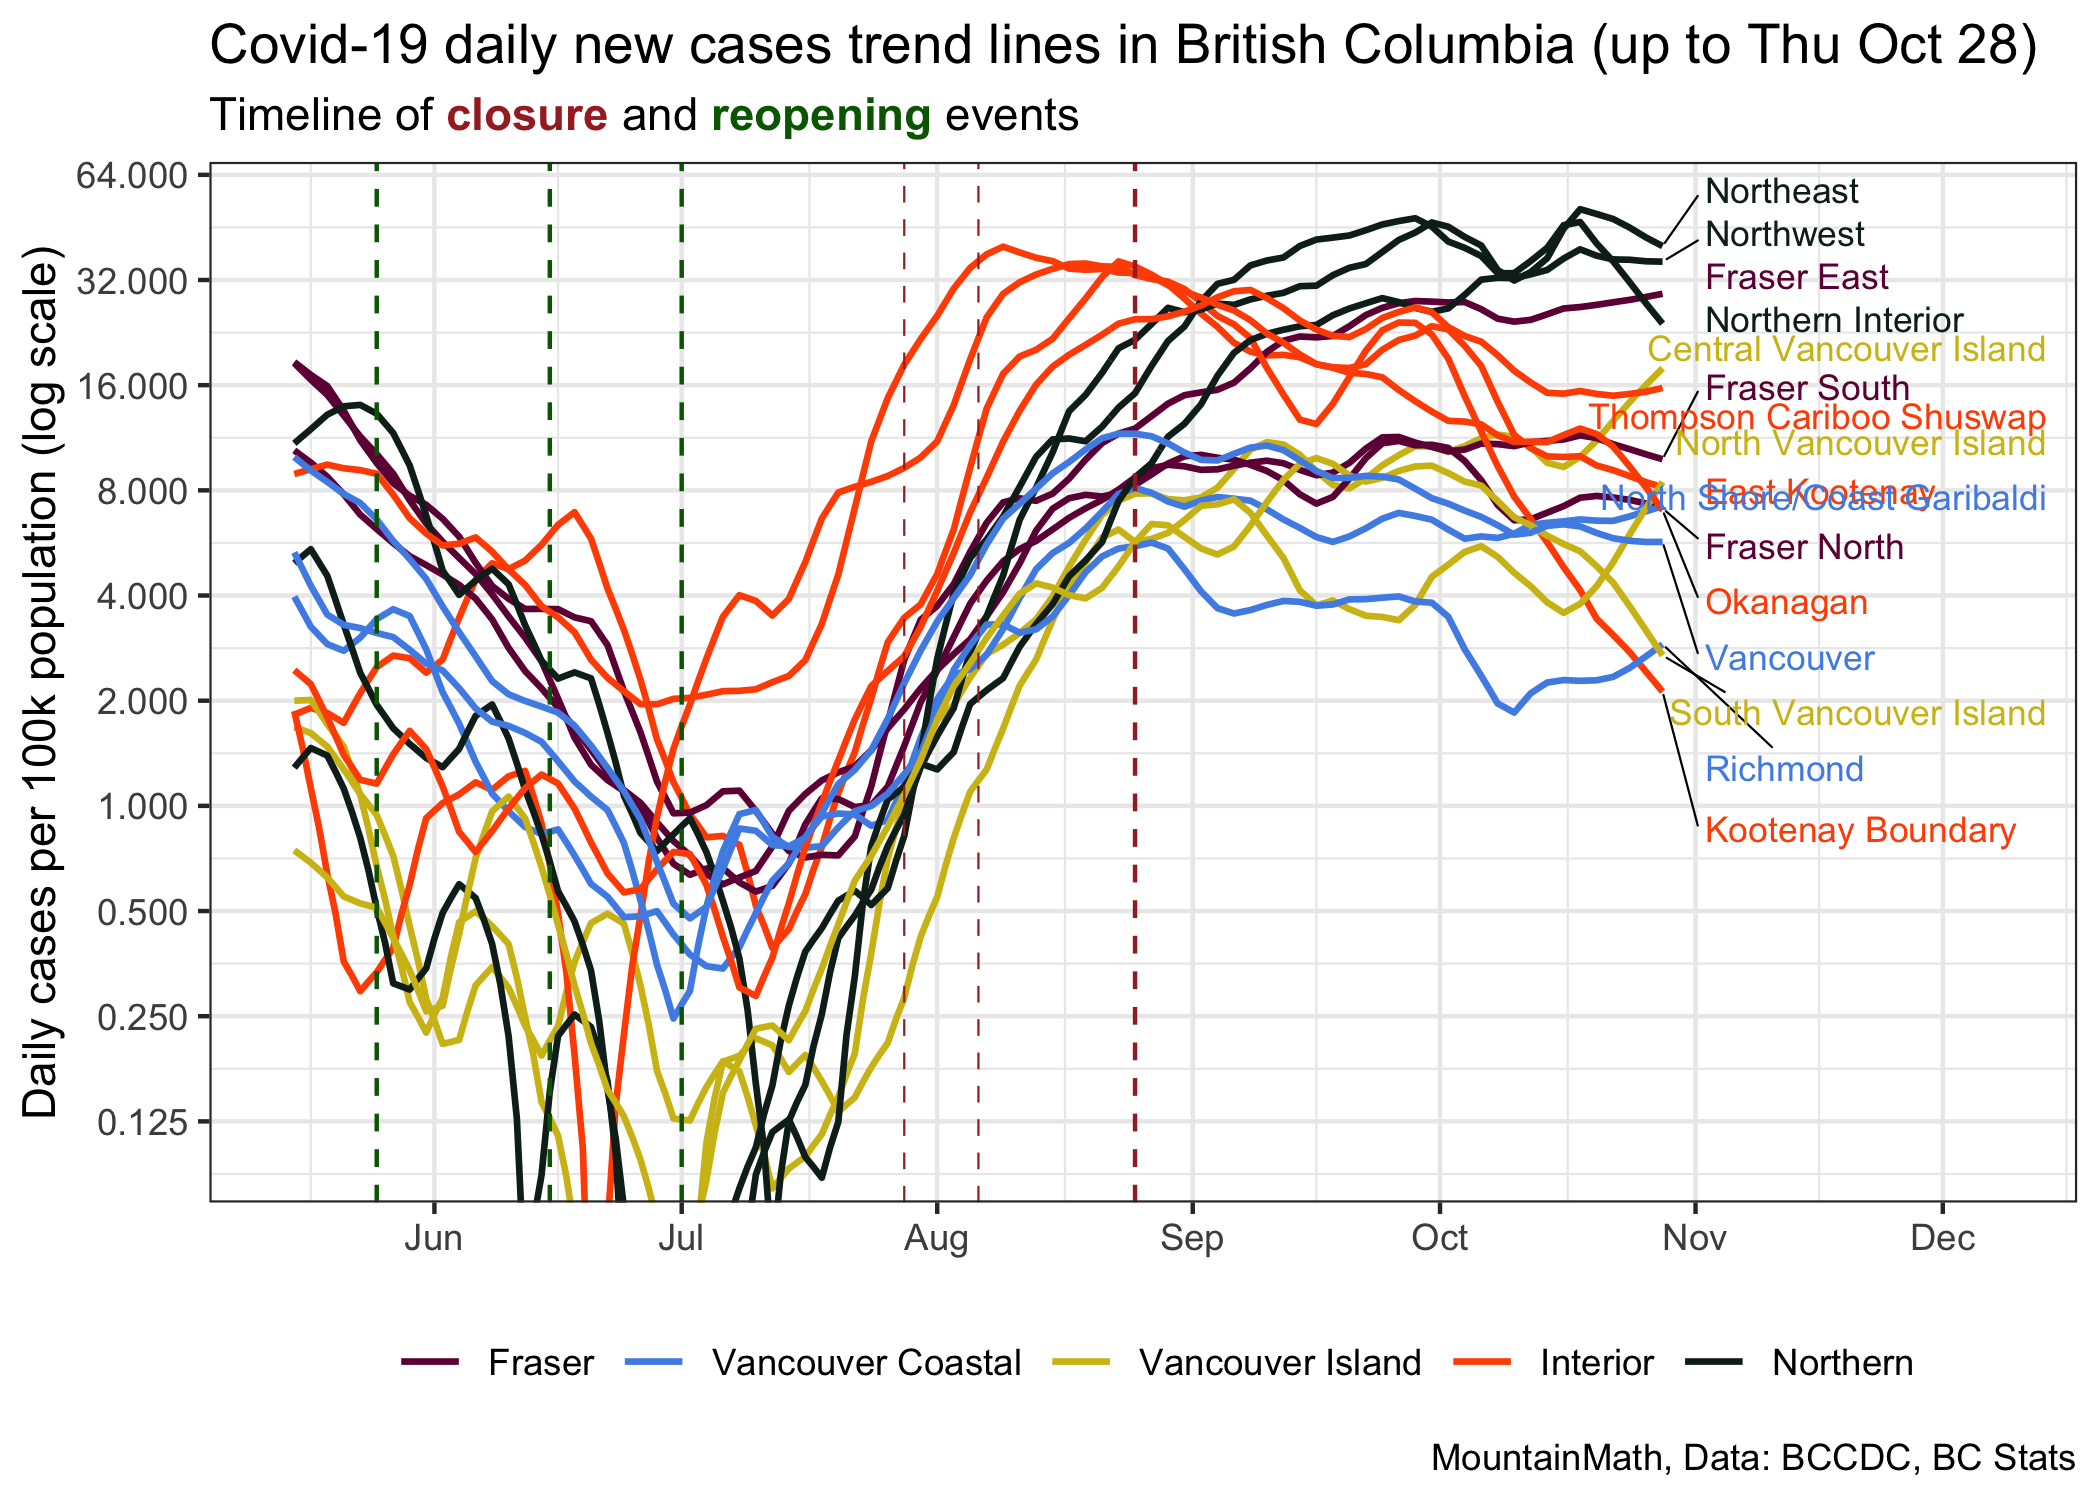 Covid-19 daily new cases trend lines in British Columbia (up to Thu Oct 28)
Timeline of closure and reopening events
Daily cases per 100k population (log scale)
64.000
32.000
16.000
8.000
4.000
2.000
1.000
0.500
0.250
0.125
Northeast
Northwest
Fraser East
Northern Interior
Central Vancouver Island
Fraser South
Thompson Cariboo Shuswap
North Vancouver Island
East Kootenay
North Shore/Coast Garibaldi
Fraser North
Okanagan
Vancouver
South Vancouver Island
Richmond
Kootenay Boundary
Jun Jul Aug Sep Oct Nov Dec
Fraser Vancouver Coastal Vancouver Island Interior Northern
MountainMath, Data: BCCDC, BC Stats